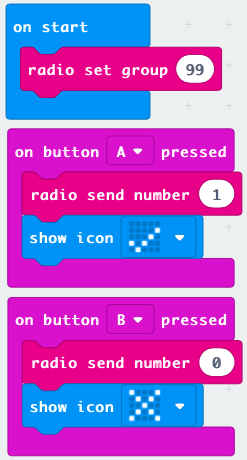 on start
radio set group 99
on button A pressed
radio send number 1
show icon
on button B pressed
radio send number 0
show icon